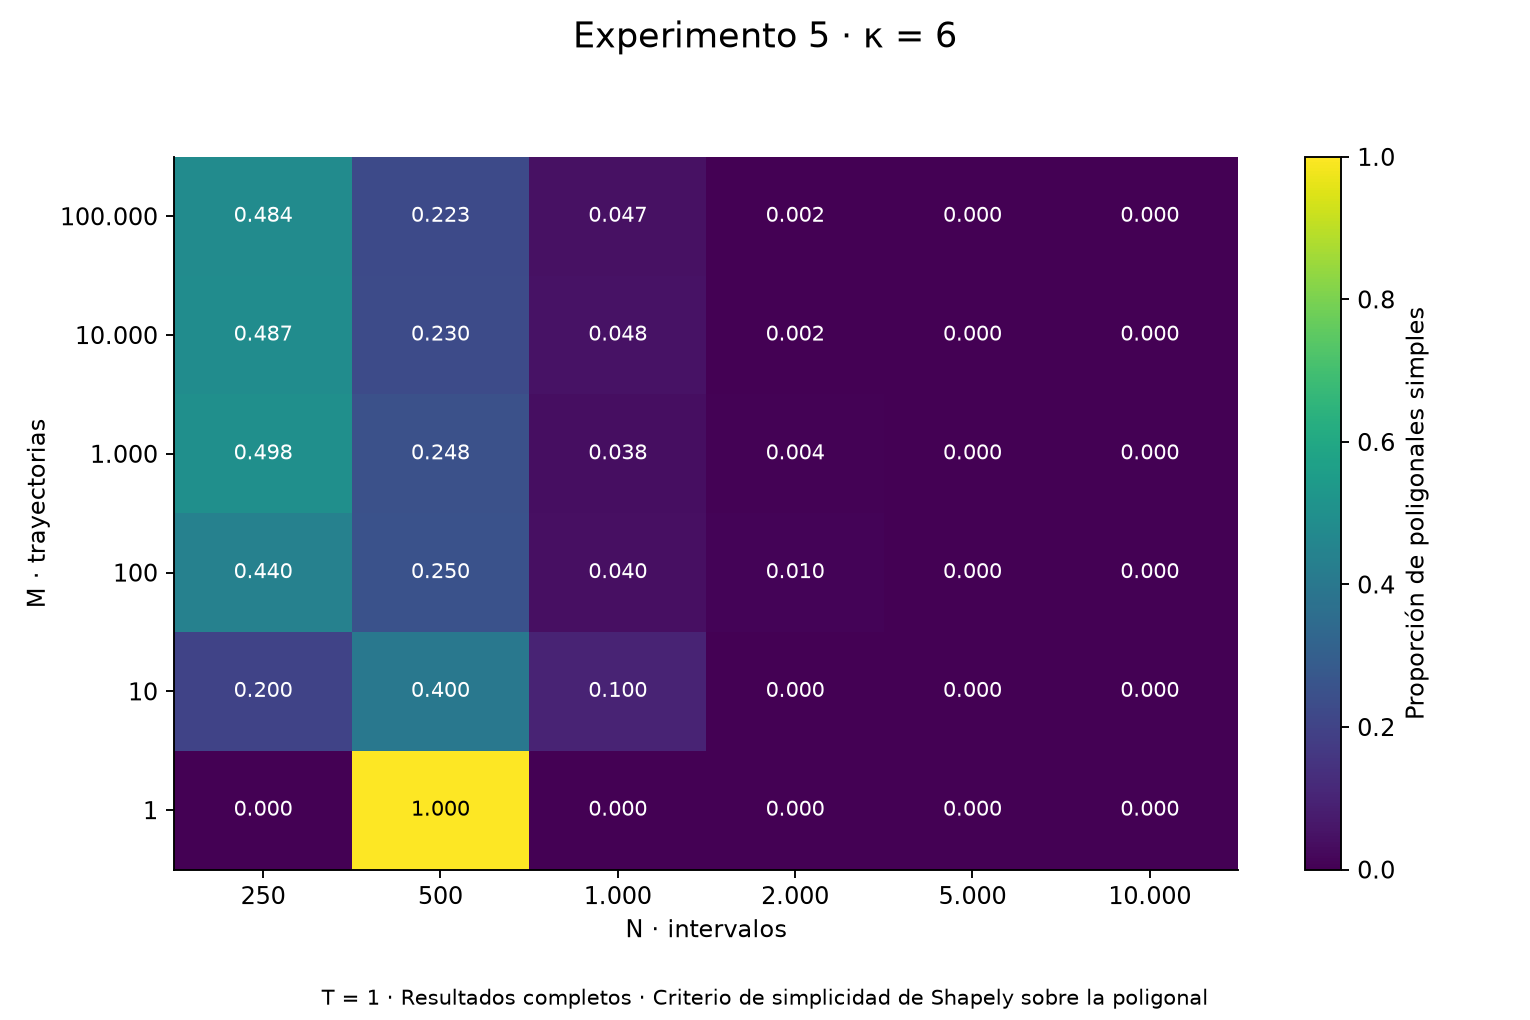 Experimento 5 · κ = 6
100.000 0.484 0.223 0.047 0.002 0.000 0.000 1.0
10.000 0.487 0.230 0.048 0.002 0.000 0.000 0.8
1.000 0.498 0.248 0.038 0.004 0.000 0.000 0.6
100 0.440 0.250 0.040 0.010 0.000 0.000 0.4
10 0.200 0.400 0.100 0.000 0.000 0.000 0.2
1 0.000 1.000 0.000 0.000 0.000 0.000 0.0
M · trayectorias
Proporción de poligonales simples
250 500 1.000 2.000 5.000 10.000
N · intervalos
T = 1 · Resultados completos · Criterio de simplicidad de Shapely sobre la poligonal